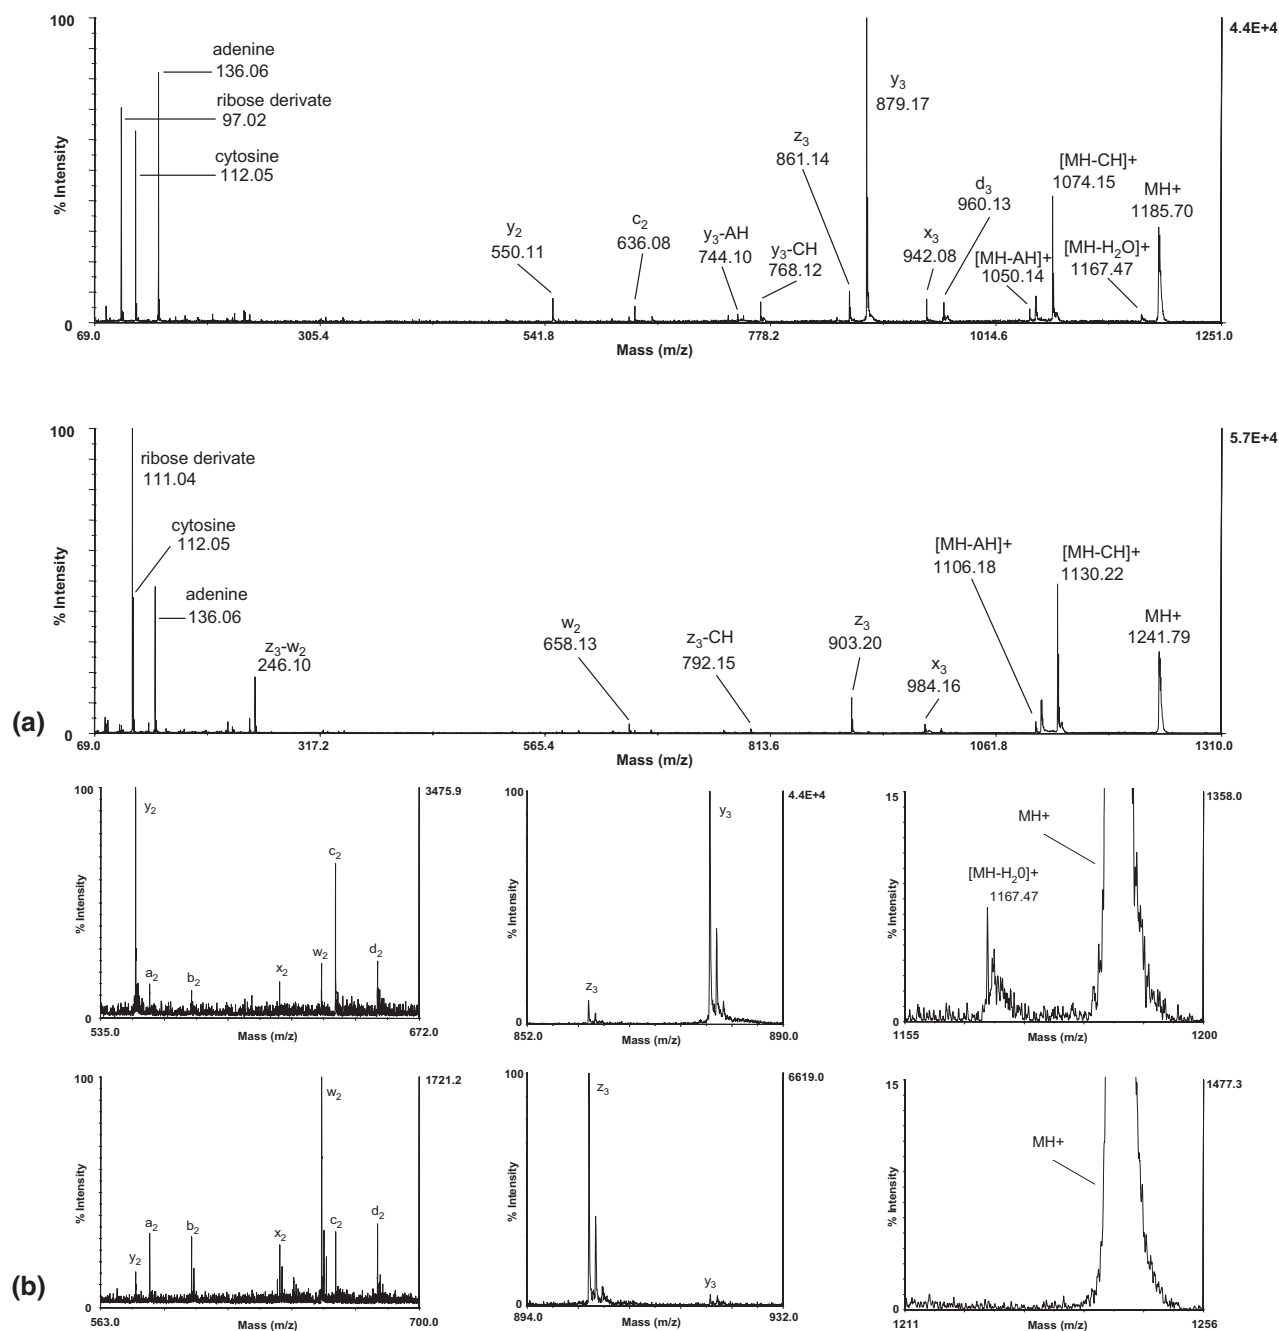 100
4.4E+4
adenine
136.06
ribose derivate
97.02
cytosine
112.05
y2
550.11
c2
636.08
y3-AH
744.10
y3-CH
768.12
z3
861.14
y3
879.17
x3
942.08
d3
960.13
[MH-AH]+
1050.14
[MH-CH]+
1074.15
[MH-H2O]+
1167.47
MH+
1185.70
% Intensity
0
69.0 305.4 541.8 778.2 1014.6 1251.0
Mass (m/z)
100
5.7E+4
ribose derivate
111.04
cytosine
112.05
adenine
136.06
z3-w2
246.10
w2
658.13
z3-CH
792.15
z3
903.20
x3
984.16
[MH-AH]+
1106.18
[MH-CH]+
1130.22
MH+
1241.79
% Intensity
(a)
0
69.0 317.2 565.4 813.6 1061.8 1310.0
Mass (m/z)
100
3475.9
y2
a2
b2
x2
w2
c2
d2
% Intensity
0
535.0 672.0
Mass (m/z)
100
4.4E+4
z3
y3
% Intensity
0
852.0 890.0
Mass (m/z)
15
1358.0
MH+
[MH-H20]+
1167.47
% Intensity
0
1155 1200
Mass (m/z)
100
1721.2
y2
a2
b2
x2
w2
c2
d2
% Intensity
(b)
0
563.0 700.0
Mass (m/z)
100
6619.0
z3
y3
% Intensity
0
894.0 932.0
Mass (m/z)
15
1477.3
MH+
% Intensity
0
1211 1256
Mass (m/z)